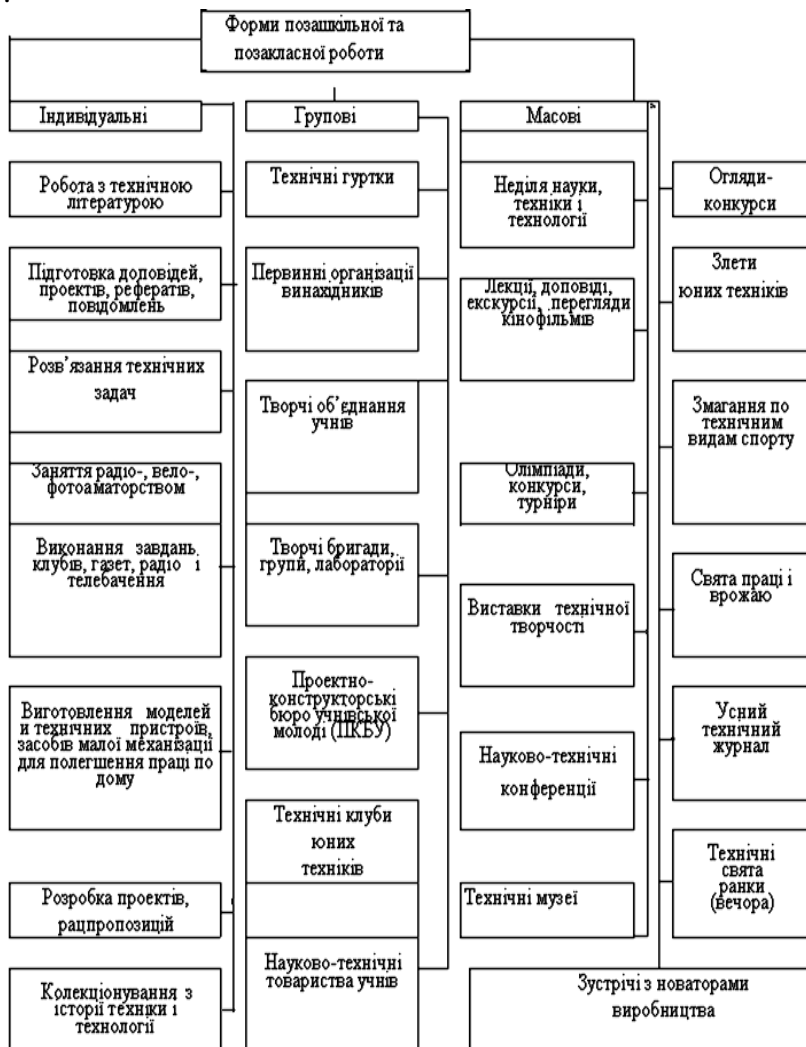 Форми позашкільної та
позакласної роботи
Індивідуальні
Робота з технічною
літературою
Підготовка доповідей,
проектів, рефератів,
повідомлень
Розв’язання технічних
задач
Заняття радіо-, вело-,
фотоаматорством
Виконання завдань
клубів, газет, радіо і
телебачення
Виготовлення моделей
и технічних пристроїв,
засобів малої механізації
для полегшення праці по
дому
Розробка проектів,
рацпропозицій
Колекціонування з
історії техніки і
технології
Групові
Технічні гуртки
Первинні організації
винахідників
Творчі об’єднання
учнів
Творчі бригади,
групи, лабораторії
Проектно-
конструкторські
бюро учнівської
молоді (ПКБУ)
Технічні клуби
юних
техніків
Науково-технічні
товариства учнів
Масові
Неділя науки,
техніки і
технології
Лекції, доповіді,
екскурсії, перегляди
кінофільмів
Олімпіади,
конкурси,
турніри
Виставки технічної
творчості
Науково-технічні
конференції
Технічні музеї
Огляди-
конкурси
Злети
юних техніків
Змагання по
технічним
видам спорту
Свята праці і
врожаю
Усний
технічний
журнал
Технічні
свята
ранки
(вечора)
Зустрічі з новаторами
виробництва